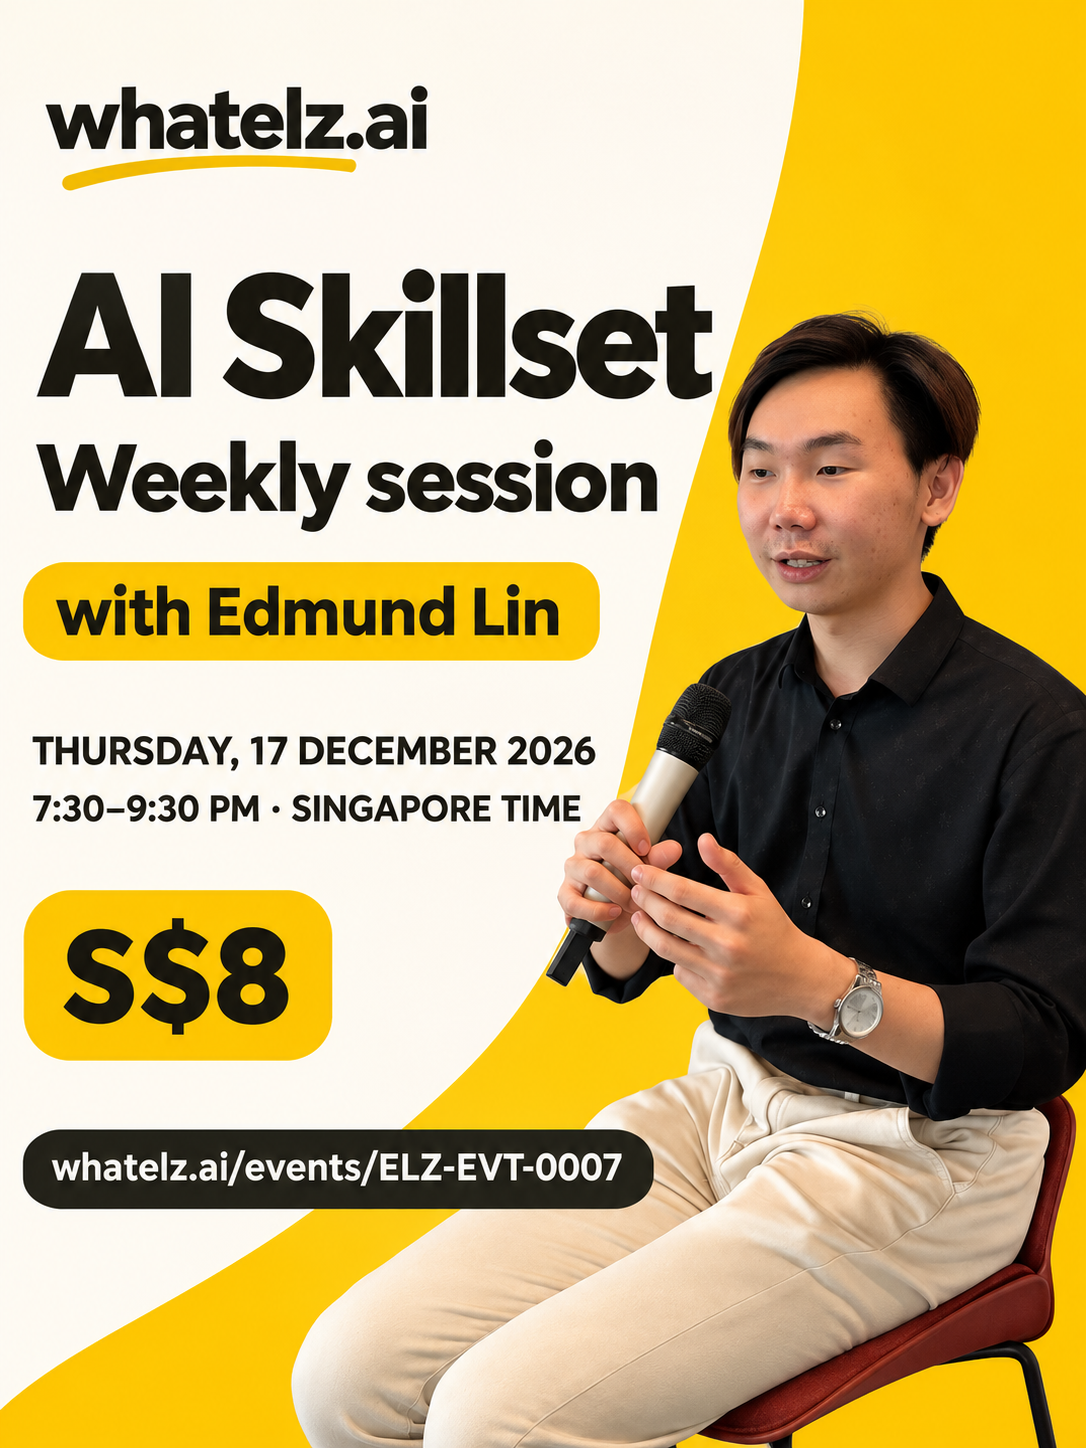 whatelz.ai
AI Skillset
Weekly session
with Edmund Lin
THURSDAY, 17 DECEMBER 2026
7:30–9:30 PM · SINGAPORE TIME
S$8
whatelz.ai/events/ELZ-EVT-0007